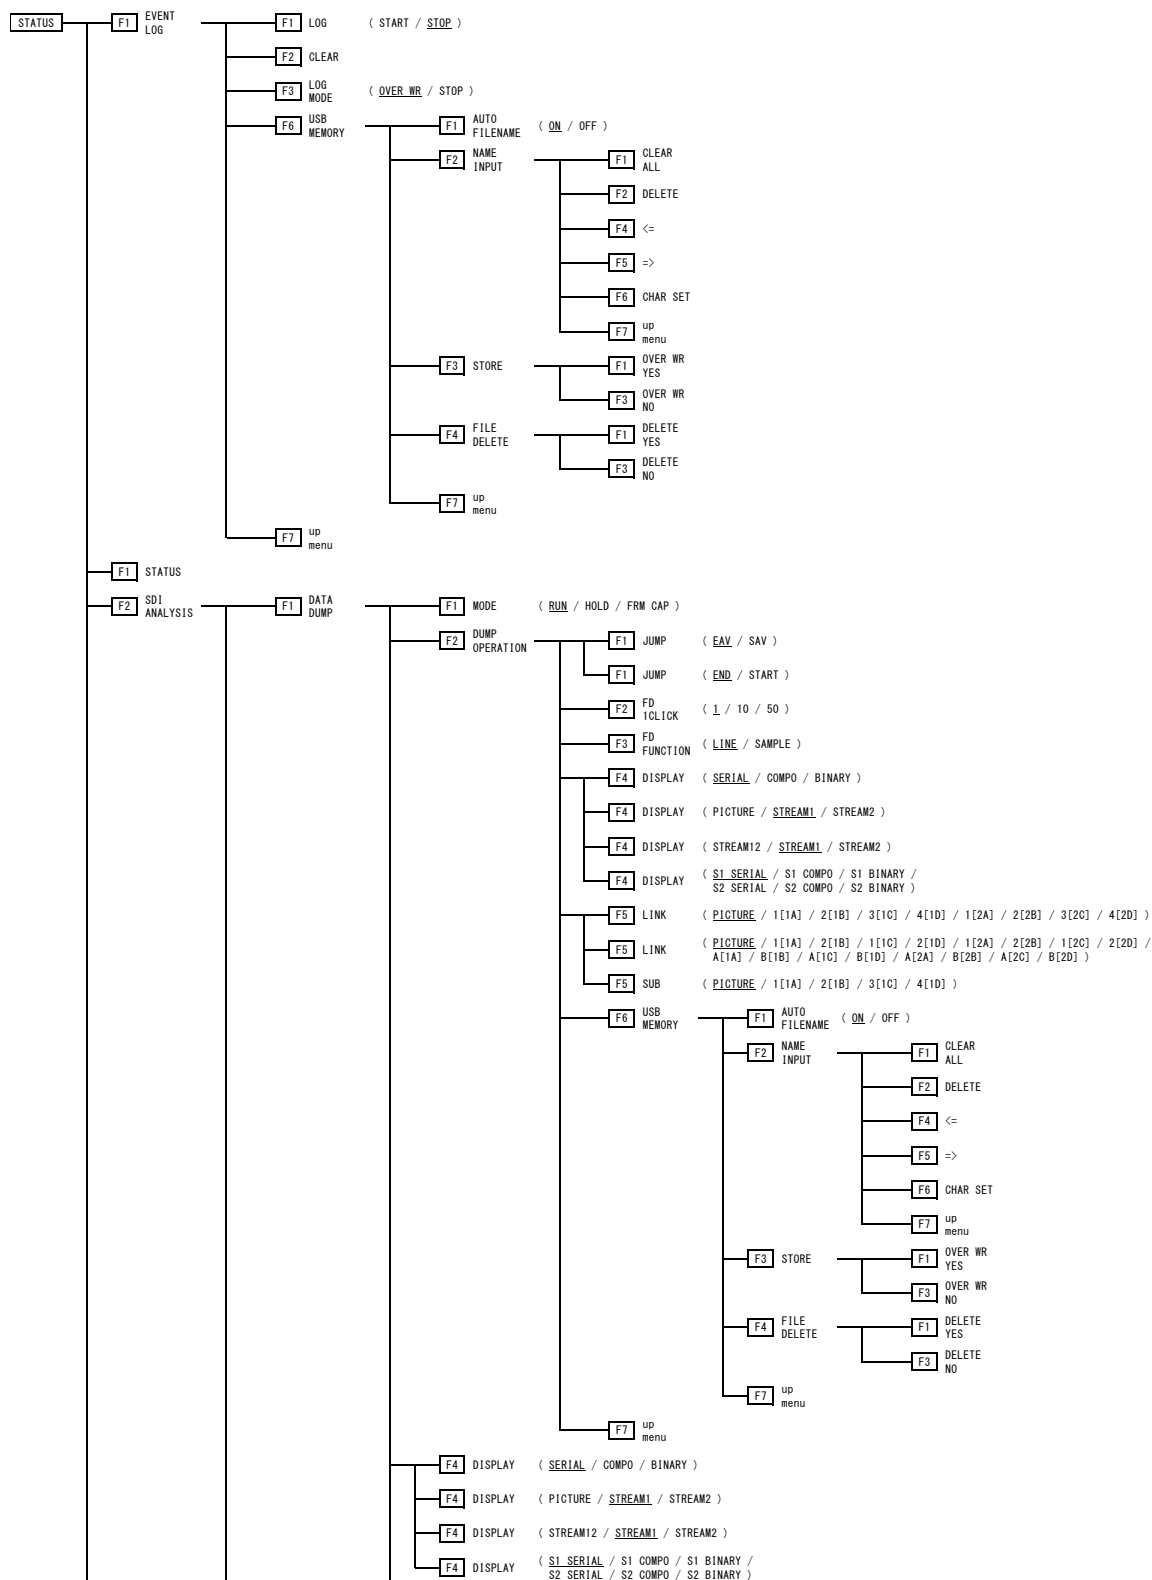 STATUS F1 EVENT LOG F1 LOG ( START / STOP )
F2 CLEAR
F3 LOG MODE ( OVER WR / STOP )
F6 USB MEMORY F1 AUTO FILENAME ( ON / OFF )
F2 NAME INPUT F1 CLEAR ALL
F2 DELETE
F4 <=
F5 =>
F6 CHAR SET
F7 up menu
F3 STORE F1 OVER WR YES
F3 OVER WR NO
F4 FILE DELETE F1 DELETE YES
F3 DELETE NO
F7 up menu
F7 up menu
F1 STATUS
F2 SDI ANALYSIS F1 DATA DUMP F1 MODE ( RUN / HOLD / FRM CAP )
F2 DUMP OPERATION F1 JUMP ( EAV / SAV )
F1 JUMP ( END / START )
F2 FD 1CLICK ( 1 / 10 / 50 )
F3 FD FUNCTION ( LINE / SAMPLE )
F4 DISPLAY ( SERIAL / COMPO / BINARY )
F4 DISPLAY ( PICTURE / STREAM1 / STREAM2 )
F4 DISPLAY ( STREAM12 / STREAM1 / STREAM2 )
F4 DISPLAY ( S1 SERIAL / S1 COMPO / S1 BINARY /
S2 SERIAL / S2 COMPO / S2 BINARY )
F5 LINK ( PICTURE / 1[1A] / 2[1B] / 3[1C] / 4[1D] / 1[2A] / 2[2B] / 3[2C] / 4[2D] )
F5 LINK ( PICTURE / 1[1A] / 2[1B] / 1[1C] / 2[1D] / 1[2A] / 2[2B] / 1[2C] / 2[2D] /
A[1A] / B[1B] / A[1C] / B[1D] / A[2A] / B[2B] / A[2C] / B[2D] )
F5 SUB ( PICTURE / 1[1A] / 2[1B] / 3[1C] / 4[1D] )
F6 USB MEMORY F1 AUTO FILENAME ( ON / OFF )
F2 NAME INPUT F1 CLEAR ALL
F2 DELETE
F4 <=
F5 =>
F6 CHAR SET
F7 up menu
F3 STORE F1 OVER WR YES
F3 OVER WR NO
F4 FILE DELETE F1 DELETE YES
F3 DELETE NO
F7 up menu
F7 up menu
F4 DISPLAY ( SERIAL / COMPO / BINARY )
F4 DISPLAY ( PICTURE / STREAM1 / STREAM2 )
F4 DISPLAY ( STREAM12 / STREAM1 / STREAM2 )
F4 DISPLAY ( S1 SERIAL / S1 COMPO / S1 BINARY /
S2 SERIAL / S2 COMPO / S2 BINARY )